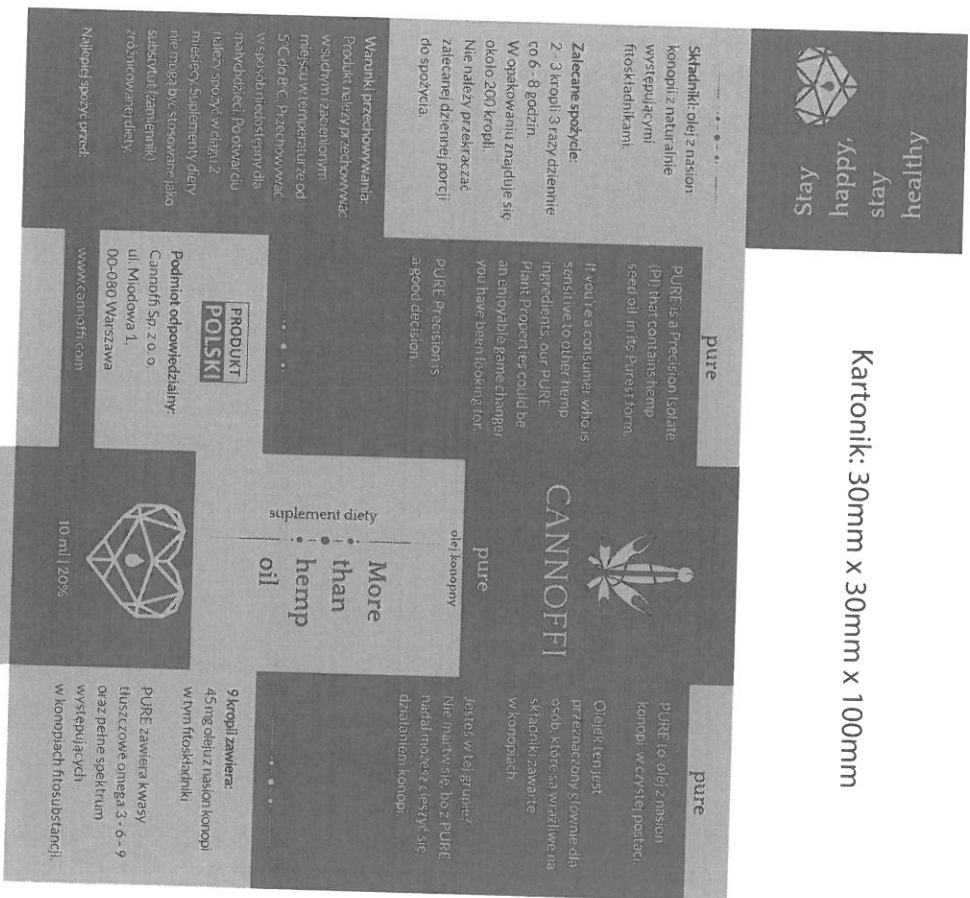 Kartonik: 30mm x 30mm x 100mm
Stay
happy,
stay
healthy
Składniki: olej z nasion
konopii z naturalnie
występującymi
fitoskładnikami.
Zalecane spożycie:
2 - 3 kropli 3 razy dziennie
co 6 - 8 godzin.
W opakowaniu znajduje się
około 200 kropli.
Nie należy przekraczać
zalecanej dziennej porcji
do spożycia.
Warunki przechowywania:
Produkt należy przechowywać
w suchym i zacienionym
miejscu w temperaturze od
5°C do 8°C. Przechowywać
w sposób niedostępny dla
małych dzieci. Po otwarciu
należy spożyć w ciągu 2
miesięcy. Suplementy diety
nie mogą być stosowane jako
substytut (zamiennik)
zróżnicowanej diety.
Najlepiej spożyć przed:
pure
PURE is a Precision Isolate
(PI) that contains hemp
seed oil in its Purest form.
If you're a consumer who is
sensitive to other hemp
ingredients, our PURE
Plant Properties could be
an enjoyable game changer
you have been looking for.
PURE Precision is
a good decision.
PRODUKT
POLSKI
Podmiot odpowiedzialny:
Cannoffi Sp. z o. o.
ul. Miodowa 1,
00-080 Warszawa
www.cannoffi.com
CANNOFFI
pure
olej konopny
More
than
hemp
oil
suplement diety
10 ml | 20%
pure
PURE to olej z nasion
konopi w czystej postaci.
Olejek ten jest
przeznaczony głównie dla
osób, które są wrażliwe na
składniki zawarte
w konopach.
Jesteś w tej grupie?
Nie martw się, bo z PURE
nadal możesz cieszyć się
działaniem konopi.
9 kropli zawiera:
45 mg oleju z nasion konopi
w tym fitoskładniki
PURE zawiera kwasy
tłuszczowe omega 3 - 6 - 9
oraz pełne spektrum
występujących
w konopiach fitosubstancji.